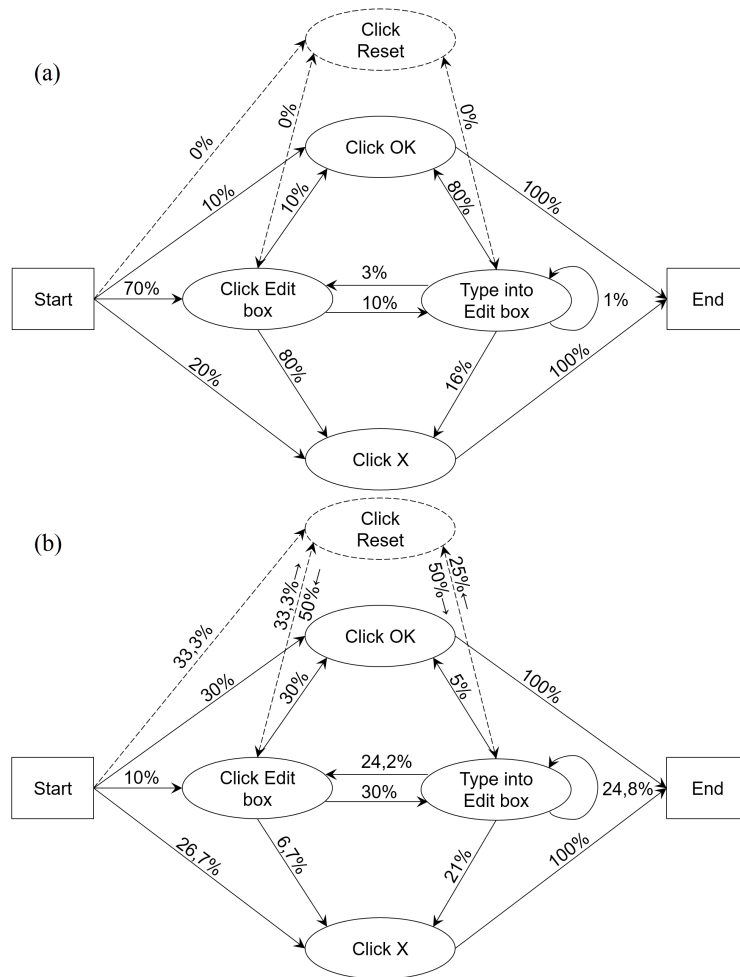 Click
Reset
(a)
0%
0%
0%
Click OK
10%
10%
80%
100%
Start
70%
Click Edit
box
3%
10%
Type into
Edit box
1%
End
20%
80%
16%
100%
Click X
Click
Reset
(b)
33,3%
33,3%→
50%←
50%→
25%←
Click OK
30%
30%
5%
100%
Start
10%
Click Edit
box
24,2%
30%
Type into
Edit box
24,8%
End
26,7%
6,7%
21%
100%
Click X